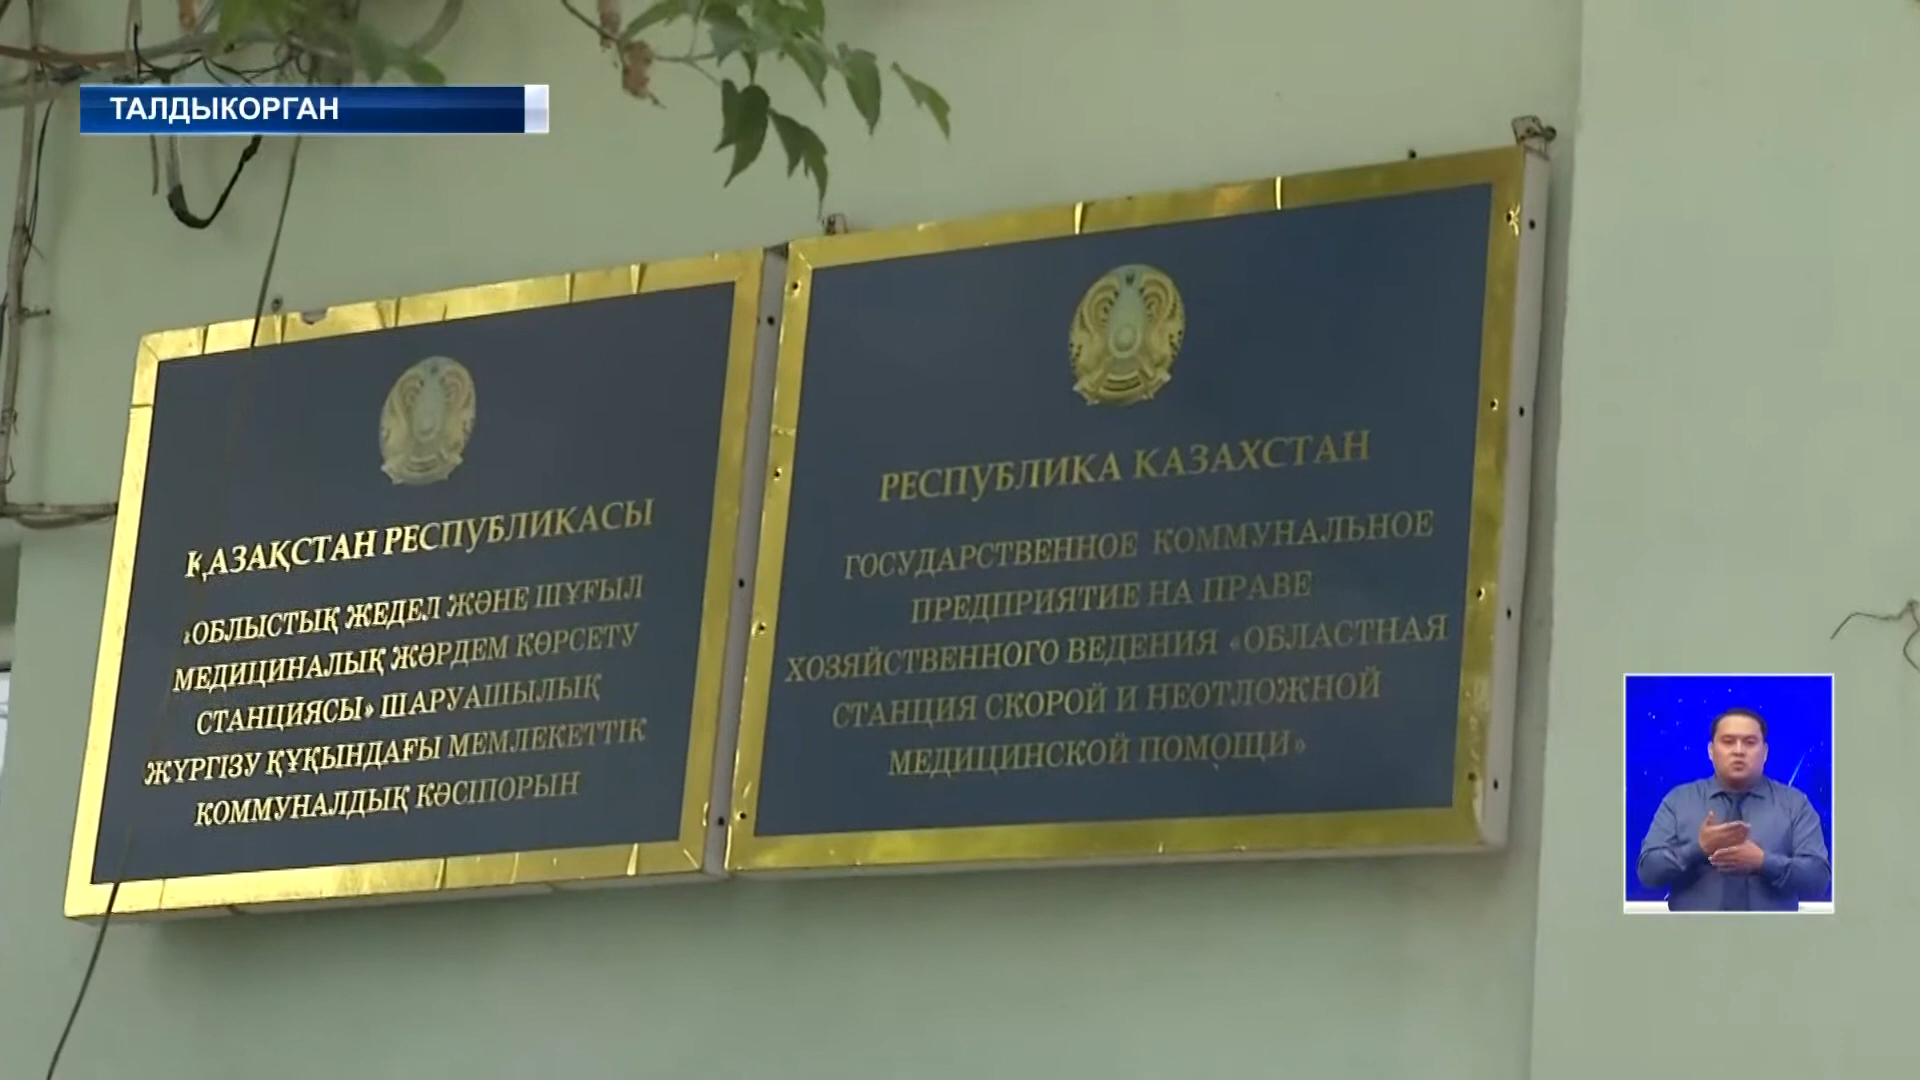 ТАЛДЫКОРГАН
ҚАЗАҚСТАН РЕСПУБЛИКАСЫ
«ОБЛЫСТЫҚ ЖЕДЕЛ ЖӘНЕ ШҰҒЫЛ
МЕДИЦИНАЛЫҚ ЖӘРДЕМ КӨРСЕТУ
СТАНЦИЯСЫ» ШАРУАШЫЛЫҚ
ЖҮРГІЗУ ҚҰҚЫНДАҒЫ МЕМЛЕКЕТТІК
КОММУНАЛДЫҚ КӘСІПОРЫН
РЕСПУБЛИКА КАЗАХСТАН
ГОСУДАРСТВЕННОЕ КОММУНАЛЬНОЕ
ПРЕДПРИЯТИЕ НА ПРАВЕ
ХОЗЯЙСТВЕННОГО ВЕДЕНИЯ «ОБЛАСТНАЯ
СТАНЦИЯ СКОРОЙ И НЕОТЛОЖНОЙ
МЕДИЦИНСКОЙ ПОМОЩИ»